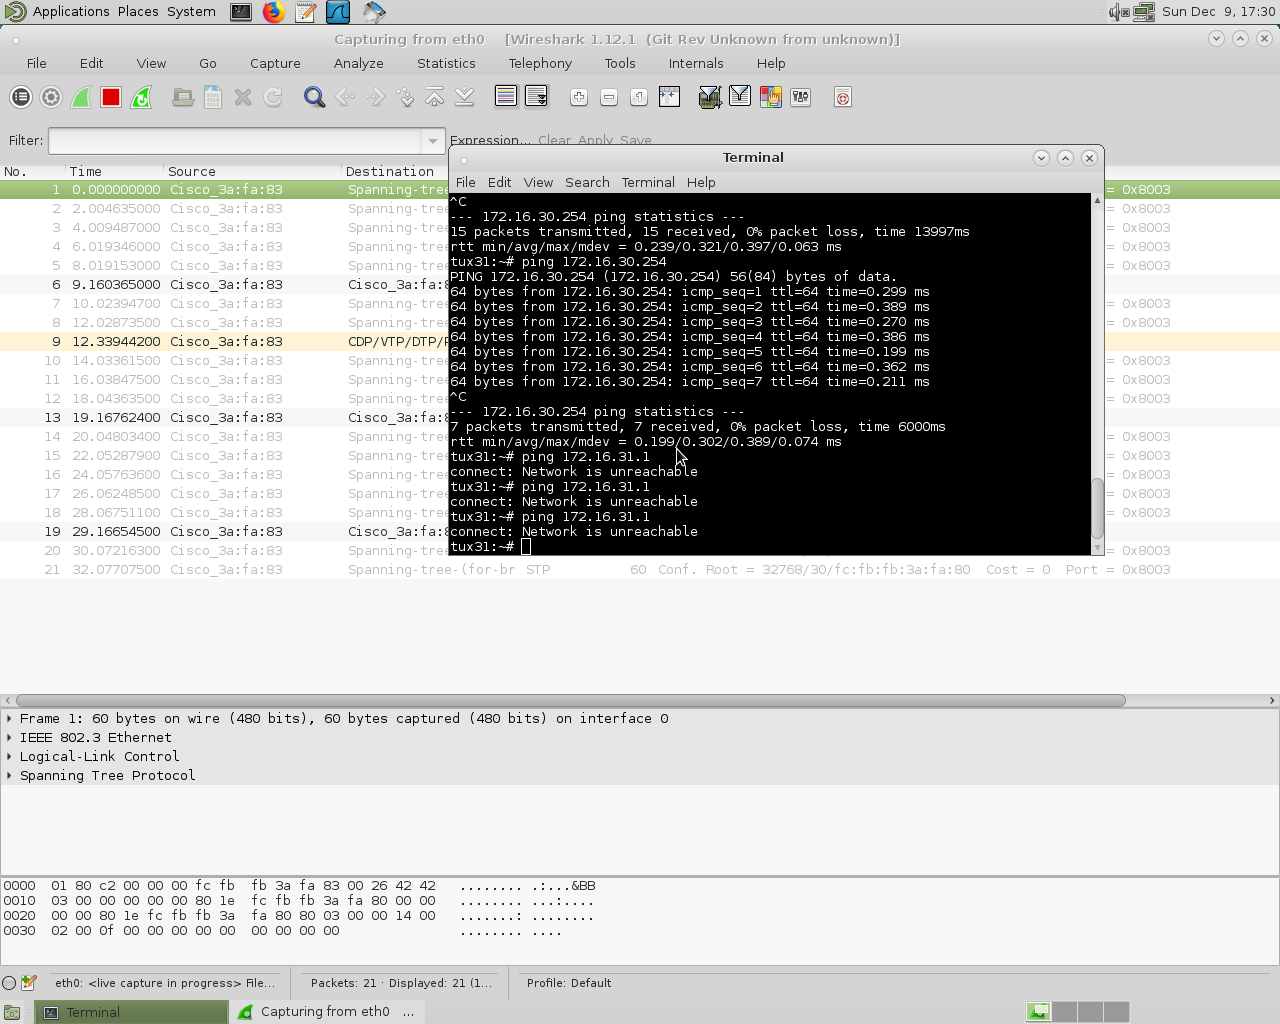 Applications Places System Sun Dec 9, 17:30
Capturing from eth0 [Wireshark 1.12.1 (Git Rev Unknown from unknown)]
File Edit View Go Capture Analyze Statistics Telephony Tools Internals Help
Filter: Expression... Clear Apply Save
No. Time Source Destination
1 0.000000000 Cisco_3a:fa:83 Spanning-tree = 0x8003
2 2.004635000 Cisco_3a:fa:83 Spanning-tree = 0x8003
3 4.009487000 Cisco_3a:fa:83 Spanning-tree = 0x8003
4 6.019346000 Cisco_3a:fa:83 Spanning-tree = 0x8003
5 8.019153000 Cisco_3a:fa:83 Spanning-tree = 0x8003
6 9.160365000 Cisco_3a:fa:83 Cisco_3a:fa:8
7 10.02394700 Cisco_3a:fa:83 Spanning-tree = 0x8003
8 12.02873500 Cisco_3a:fa:83 Spanning-tree = 0x8003
9 12.33944200 Cisco_3a:fa:83 CDP/VTP/DTP/P
10 14.03361500 Cisco_3a:fa:83 Spanning-tree = 0x8003
11 16.03847500 Cisco_3a:fa:83 Spanning-tree = 0x8003
12 18.04363500 Cisco_3a:fa:83 Spanning-tree = 0x8003
13 19.16762400 Cisco_3a:fa:83 Cisco_3a:fa:8
14 20.04803400 Cisco_3a:fa:83 Spanning-tree = 0x8003
15 22.05287900 Cisco_3a:fa:83 Spanning-tree = 0x8003
16 24.05763600 Cisco_3a:fa:83 Spanning-tree = 0x8003
17 26.06248500 Cisco_3a:fa:83 Spanning-tree = 0x8003
18 28.06751100 Cisco_3a:fa:83 Spanning-tree = 0x8003
19 29.16654500 Cisco_3a:fa:83 Cisco_3a:fa:8
20 30.07216300 Cisco_3a:fa:83 Spanning-tree = 0x8003
21 32.07707500 Cisco_3a:fa:83 Spanning-tree-(for-br STP 60 Conf. Root = 32768/30/fc:fb:fb:3a:fa:80 Cost = 0 Port = 0x8003
Terminal
File Edit View Search Terminal Help
^C
--- 172.16.30.254 ping statistics ---
15 packets transmitted, 15 received, 0% packet loss, time 13997ms
rtt min/avg/max/mdev = 0.239/0.321/0.397/0.063 ms
tux31:~# ping 172.16.30.254
PING 172.16.30.254 (172.16.30.254) 56(84) bytes of data.
64 bytes from 172.16.30.254: icmp_seq=1 ttl=64 time=0.299 ms
64 bytes from 172.16.30.254: icmp_seq=2 ttl=64 time=0.389 ms
64 bytes from 172.16.30.254: icmp_seq=3 ttl=64 time=0.270 ms
64 bytes from 172.16.30.254: icmp_seq=4 ttl=64 time=0.386 ms
64 bytes from 172.16.30.254: icmp_seq=5 ttl=64 time=0.199 ms
64 bytes from 172.16.30.254: icmp_seq=6 ttl=64 time=0.362 ms
64 bytes from 172.16.30.254: icmp_seq=7 ttl=64 time=0.211 ms
^C
--- 172.16.30.254 ping statistics ---
7 packets transmitted, 7 received, 0% packet loss, time 6000ms
rtt min/avg/max/mdev = 0.199/0.302/0.389/0.074 ms
tux31:~# ping 172.16.31.1
connect: Network is unreachable
tux31:~# ping 172.16.31.1
connect: Network is unreachable
tux31:~# ping 172.16.31.1
connect: Network is unreachable
tux31:~#
Frame 1: 60 bytes on wire (480 bits), 60 bytes captured (480 bits) on interface 0
IEEE 802.3 Ethernet
Logical-Link Control
Spanning Tree Protocol
0000 01 80 c2 00 00 00 fc fb fb 3a fa 83 00 26 42 42 ........ .:...&BB
0010 03 00 00 00 00 00 80 1e fc fb fb 3a fa 80 00 00 ........ ...:....
0020 00 00 80 1e fc fb fb 3a fa 80 80 03 00 00 14 00 .......: ........
0030 02 00 0f 00 00 00 00 00 00 00 00 00 ........ ....
eth0: <live capture in progress> File... Packets: 21 · Displayed: 21 (1... Profile: Default
Terminal Capturing from eth0 ...